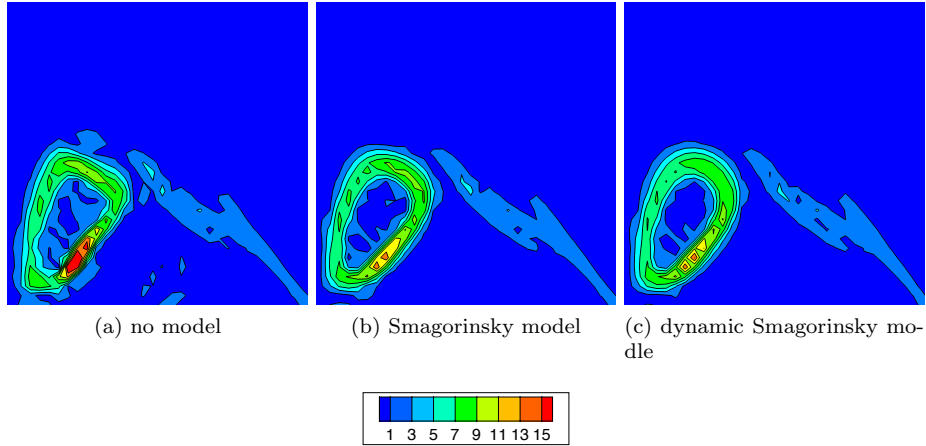 (a) no model
(b) Smagorinsky model
(c) dynamic Smagorinsky mo-
dle
1 3 5 7 9 11 13 15